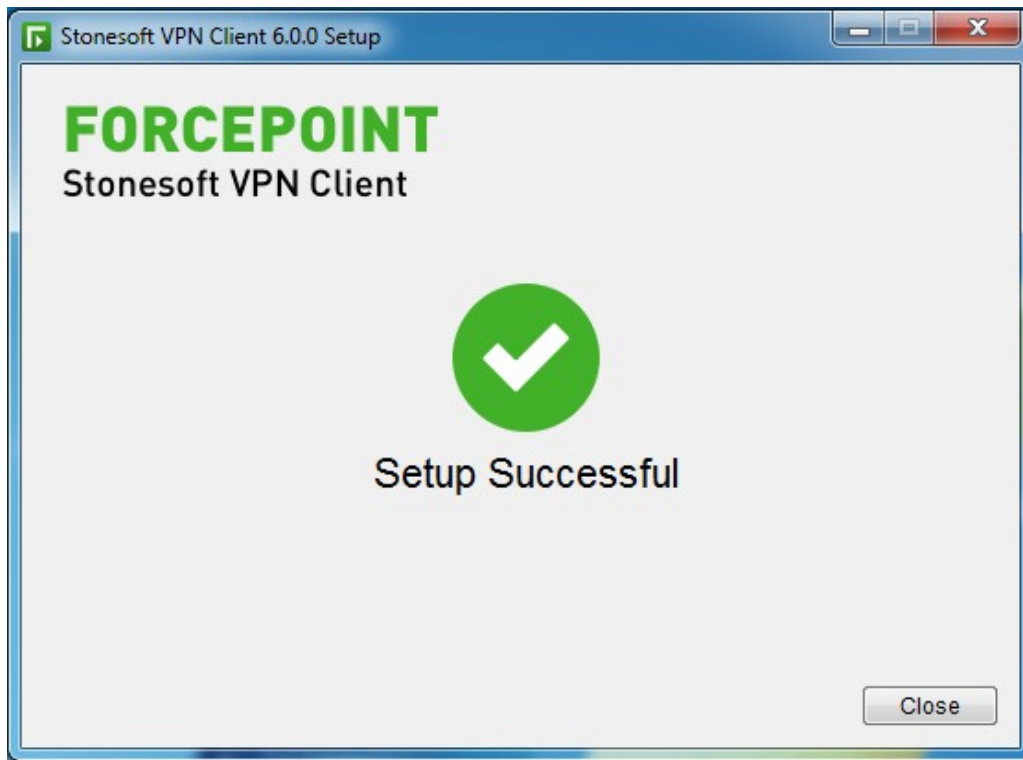 Stonesoft VPN Client 6.0.0 Setup
FORCEPOINT
Stonesoft VPN Client
Setup Successful
Close